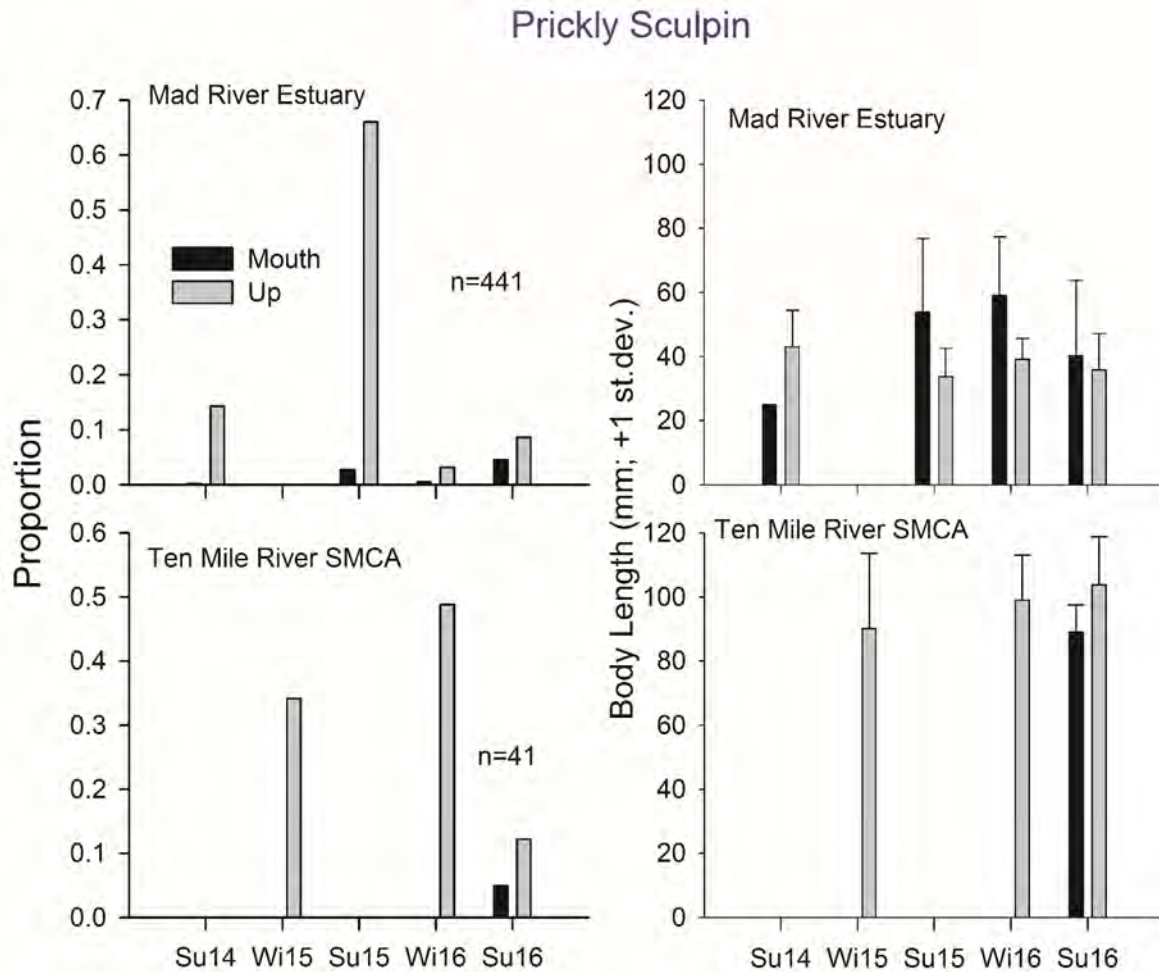 Prickly Sculpin
Mad River Estuary
0.7
0.6
0.5
0.4
0.3
0.2
0.1
0.0
Mouth
Up
n=441
Mad River Estuary
120
100
80
60
40
20
0
Proportion
Body Length (mm; +1 st.dev.)
Ten Mile River SMCA
0.6
0.5
0.4
0.3
0.2
0.1
0.0
n=41
Su14 Wi15 Su15 Wi16 Su16
Ten Mile River SMCA
120
100
80
60
40
20
0
Su14 Wi15 Su15 Wi16 Su16